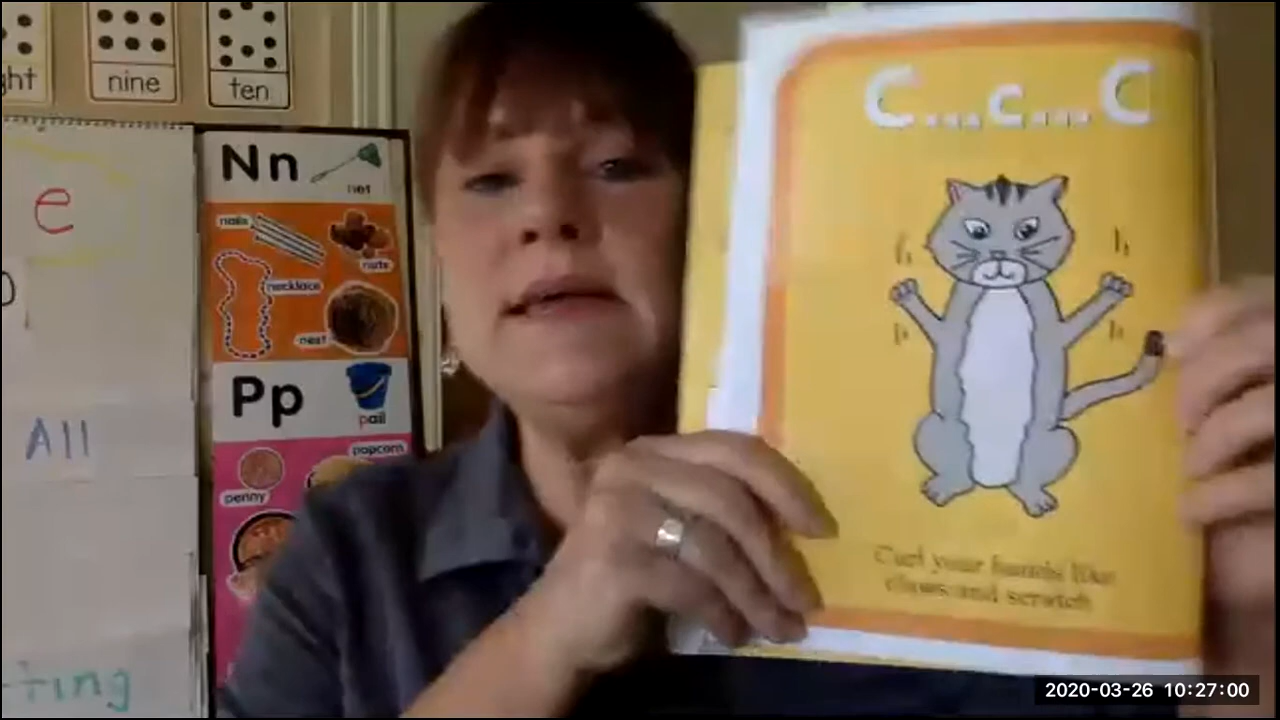 nine
ten
e
Nn
net
nails
nuts
necklace
nest
All
Pp
pail
popcorn
penny
ting
C...c...C
Curl your hands like
claws and scratch
2020-03-26 10:27:00